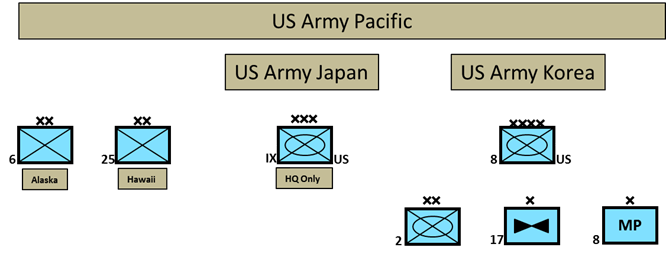 US Army Pacific
US Army Japan
US Army Korea
XX
XX
XXX
XXXX
6
25
IX
US
8
US
Alaska
Hawaii
HQ Only
XX
X
X
2
17
8
MP